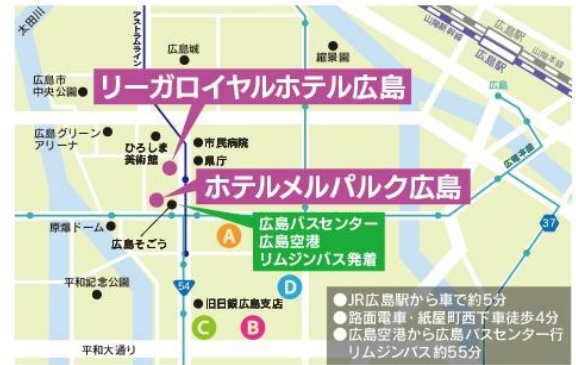 太田川
アストラムライン
広島城
縮景園
広島駅
山陽新幹線
山陽本線
広島駅
広島
広島市
中央公園
リーガロイヤルホテル広島
広島グリーン
アリーナ
ひろしま
美術館
市民病院
県庁
広島本線
ホテルメルパルク広島
原爆ドーム
広島そごう
広島バスセンター
広島空港
リムジンバス発着
A
37
平和記念公園
54
D
旧日銀広島支店
C
B
平和大通り
●JR広島駅から車で約5分
●路面電車・紙屋町西下車徒歩4分
●広島空港から広島バスセンター行
リムジンバス約55分